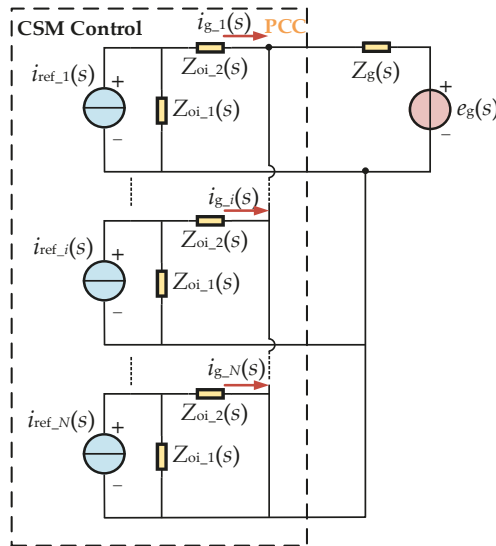 CSM Control
i_g_1(s) PCC
Z_oi_2(s) Z_g(s)
i_ref_1(s) + Z_oi_1(s) + e_g(s)
− −
i_g_i(s)
Z_oi_2(s)
i_ref_i(s) + Z_oi_1(s)
−
i_g_N(s)
Z_oi_2(s)
i_ref_N(s) + Z_oi_1(s)
−